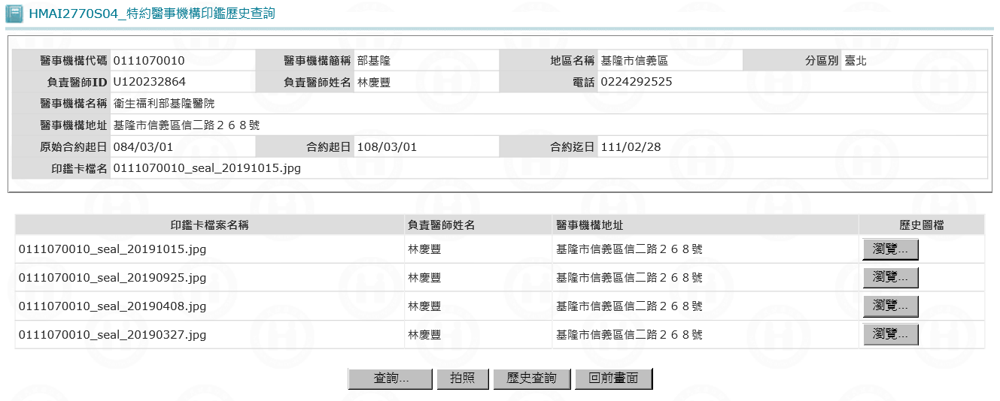 HMAI2770S04_特約醫事機構印鑑歷史查詢
醫事機構代碼 0111070010 醫事機構簡稱 部基隆 地區名稱 基隆市信義區 分區別 臺北
負責醫師ID U120232864 負責醫師姓名 林慶豐 電話 0224292525
醫事機構名稱 衛生福利部基隆醫院
醫事機構地址 基隆市信義區信二路２６８號
原始合約起日 084/03/01 合約起日 108/03/01 合約迄日 111/02/28
印鑑卡檔名 0111070010_seal_20191015.jpg
印鑑卡檔案名稱 負責醫師姓名 醫事機構地址 歷史圖檔
0111070010_seal_20191015.jpg 林慶豐 基隆市信義區信二路２６８號 瀏覽...
0111070010_seal_20190925.jpg 林慶豐 基隆市信義區信二路２６８號 瀏覽...
0111070010_seal_20190408.jpg 林慶豐 基隆市信義區信二路２６８號 瀏覽...
0111070010_seal_20190327.jpg 林慶豐 基隆市信義區信二路２６８號 瀏覽...
查詢... 拍照 歷史查詢 回前畫面